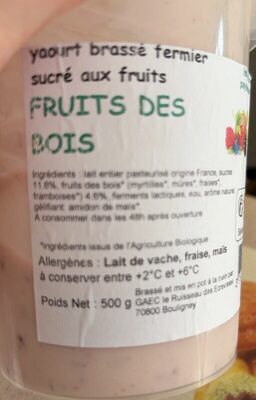 yaourt brassé fermier
sucré aux fruits
FRUITS DES
BOIS
Ingrédients : lait entier pasteurisé origine France, sucres
11,6%, fruits des bois* (myrtilles*, mûres*, fraises*,
framboises*) 4,6%, ferments lactiques, eau, arôme naturel
gélifiant: amidon de maïs*.
A consommer dans les 48h après ouverture
*Ingrédients issus de l'Agriculture Biologique
Allergènes : Lait de vache, fraise, maïs
à conserver entre +2°C et +6°C
Brassé et mis en pot à la main par
Poids Net : 500 g GAEC le Ruisseau des Ecrevisses
70800 Bouligney